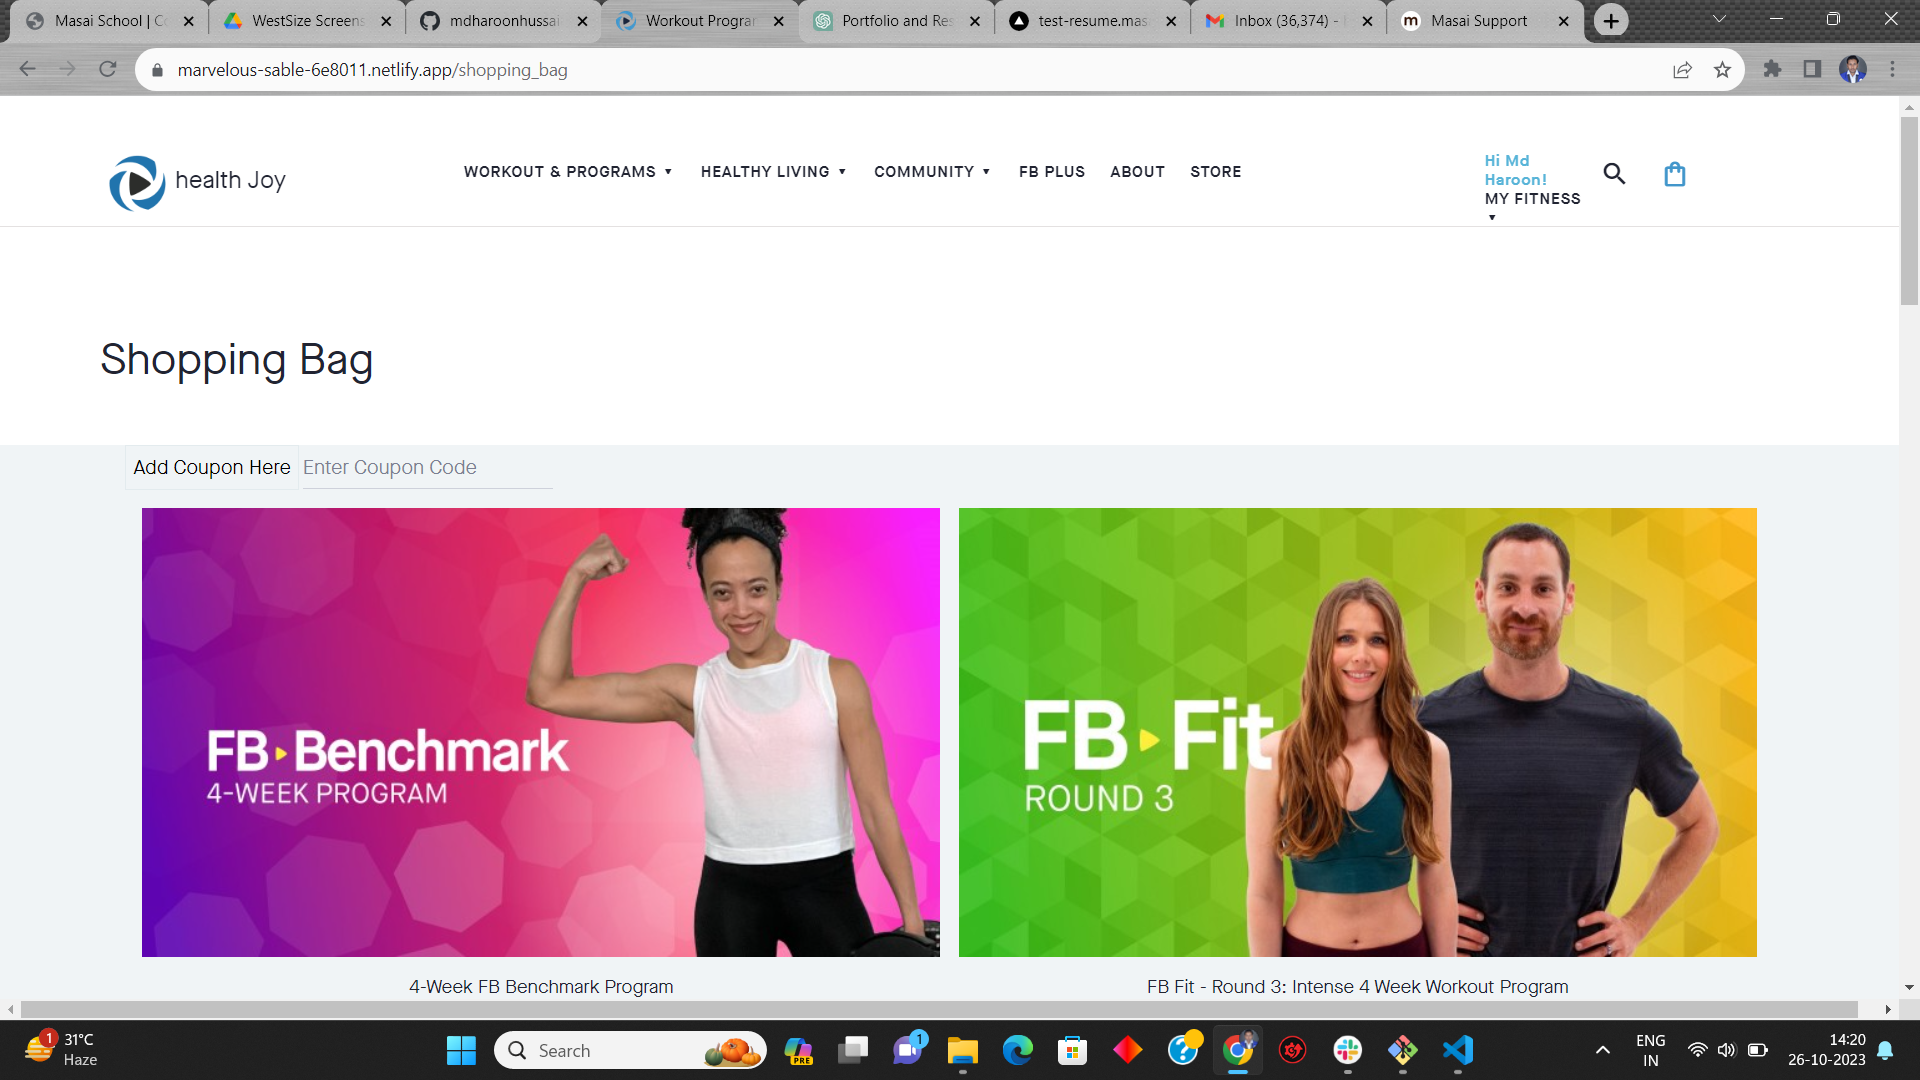 Masai School | Co
WestSize Screens
mdharoonhussai
Workout Program
Portfolio and Res
test-resume.mas
Inbox (36,374) -
Masai Support
marvelous-sable-6e8011.netlify.app/shopping_bag
health Joy
WORKOUT & PROGRAMS
HEALTHY LIVING
COMMUNITY
FB PLUS
ABOUT
STORE
Hi Md
Haroon!
MY FITNESS
Shopping Bag
Add Coupon Here
Enter Coupon Code
FB Benchmark
4-WEEK PROGRAM
FB Fit
ROUND 3
4-Week FB Benchmark Program
FB Fit - Round 3: Intense 4 Week Workout Program
1
31°C
Haze
Search
PRE
1
ENG
IN
14:20
26-10-2023